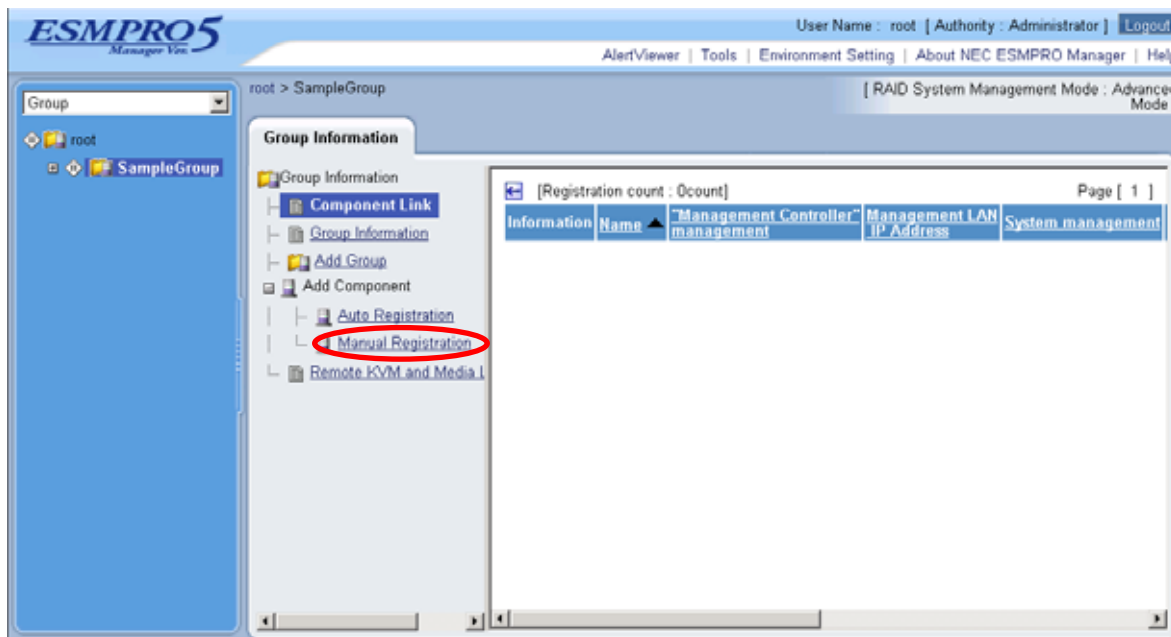 ESMPRO5
Manager Ver.
User Name : root [ Authority : Administrator ] Logout
AlertViewer | Tools | Environment Setting | About NEC ESMPRO Manager | Hel
Group
root
SampleGroup
root > SampleGroup
[ RAID System Management Mode : Advance
Mode
Group Information
Group Information
Component Link
Group Information
Add Group
Add Component
Auto Registration
Manual Registration
Remote KVM and Media L
[Registration count : 0count]
Page [ 1 ]
Information Name "Management Controller" management Management LAN IP Address System management